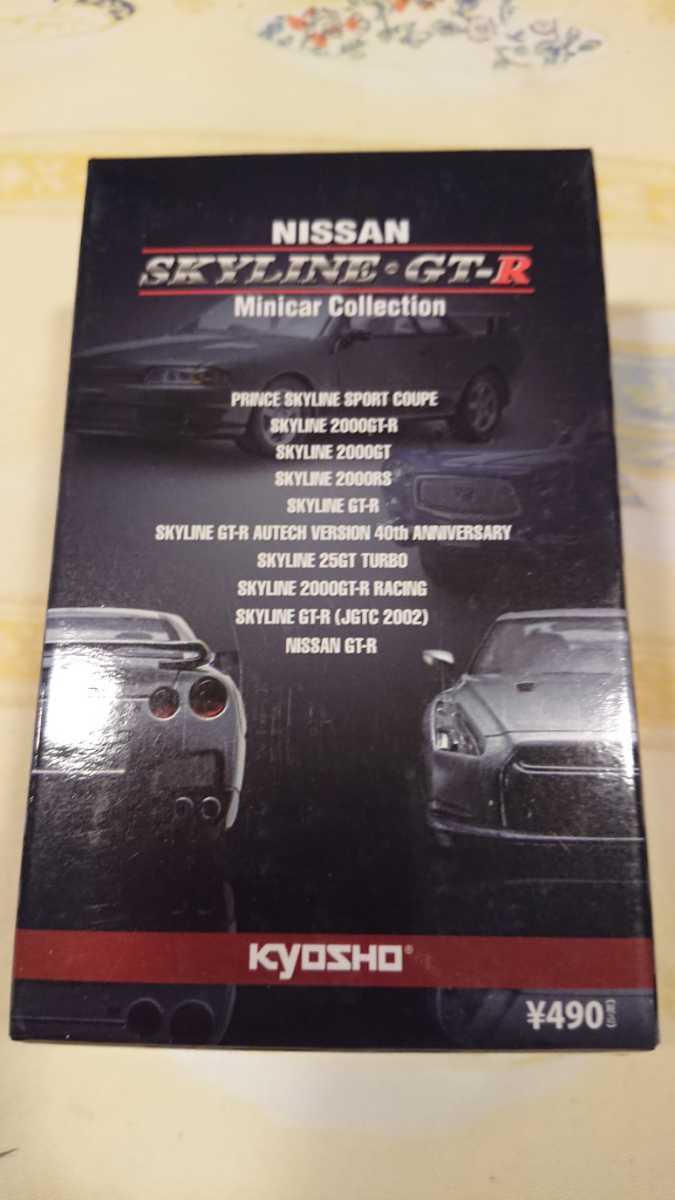 NISSAN
SKYLINE・GT-R
Minicar Collection
PRINCE SKYLINE SPORT COUPE
SKYLINE 2000GT-R
SKYLINE 2000GT
SKYLINE 2000RS
SKYLINE GT-R
SKYLINE GT-R AUTECH VERSION 40th ANNIVERSARY
SKYLINE 25GT TURBO
SKYLINE 2000GT-R RACING
SKYLINE GT-R (JGTC 2002)
NISSAN GT-R
KYOSHO®
¥490